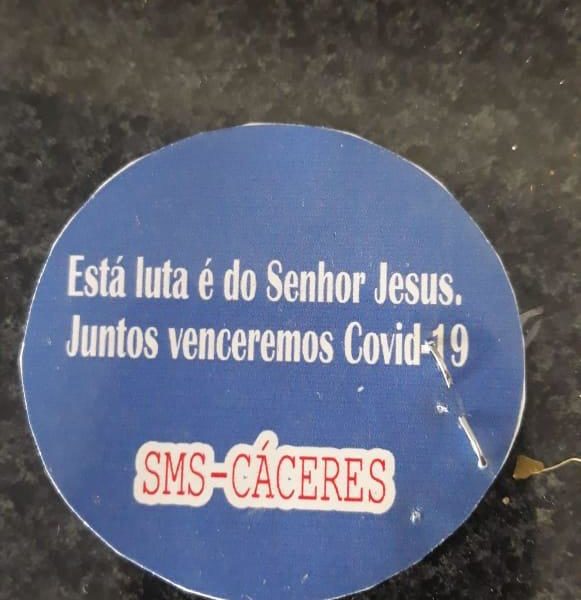 Está luta é do Senhor Jesus.
Juntos venceremos Covid-19
SMS-CÁCERES